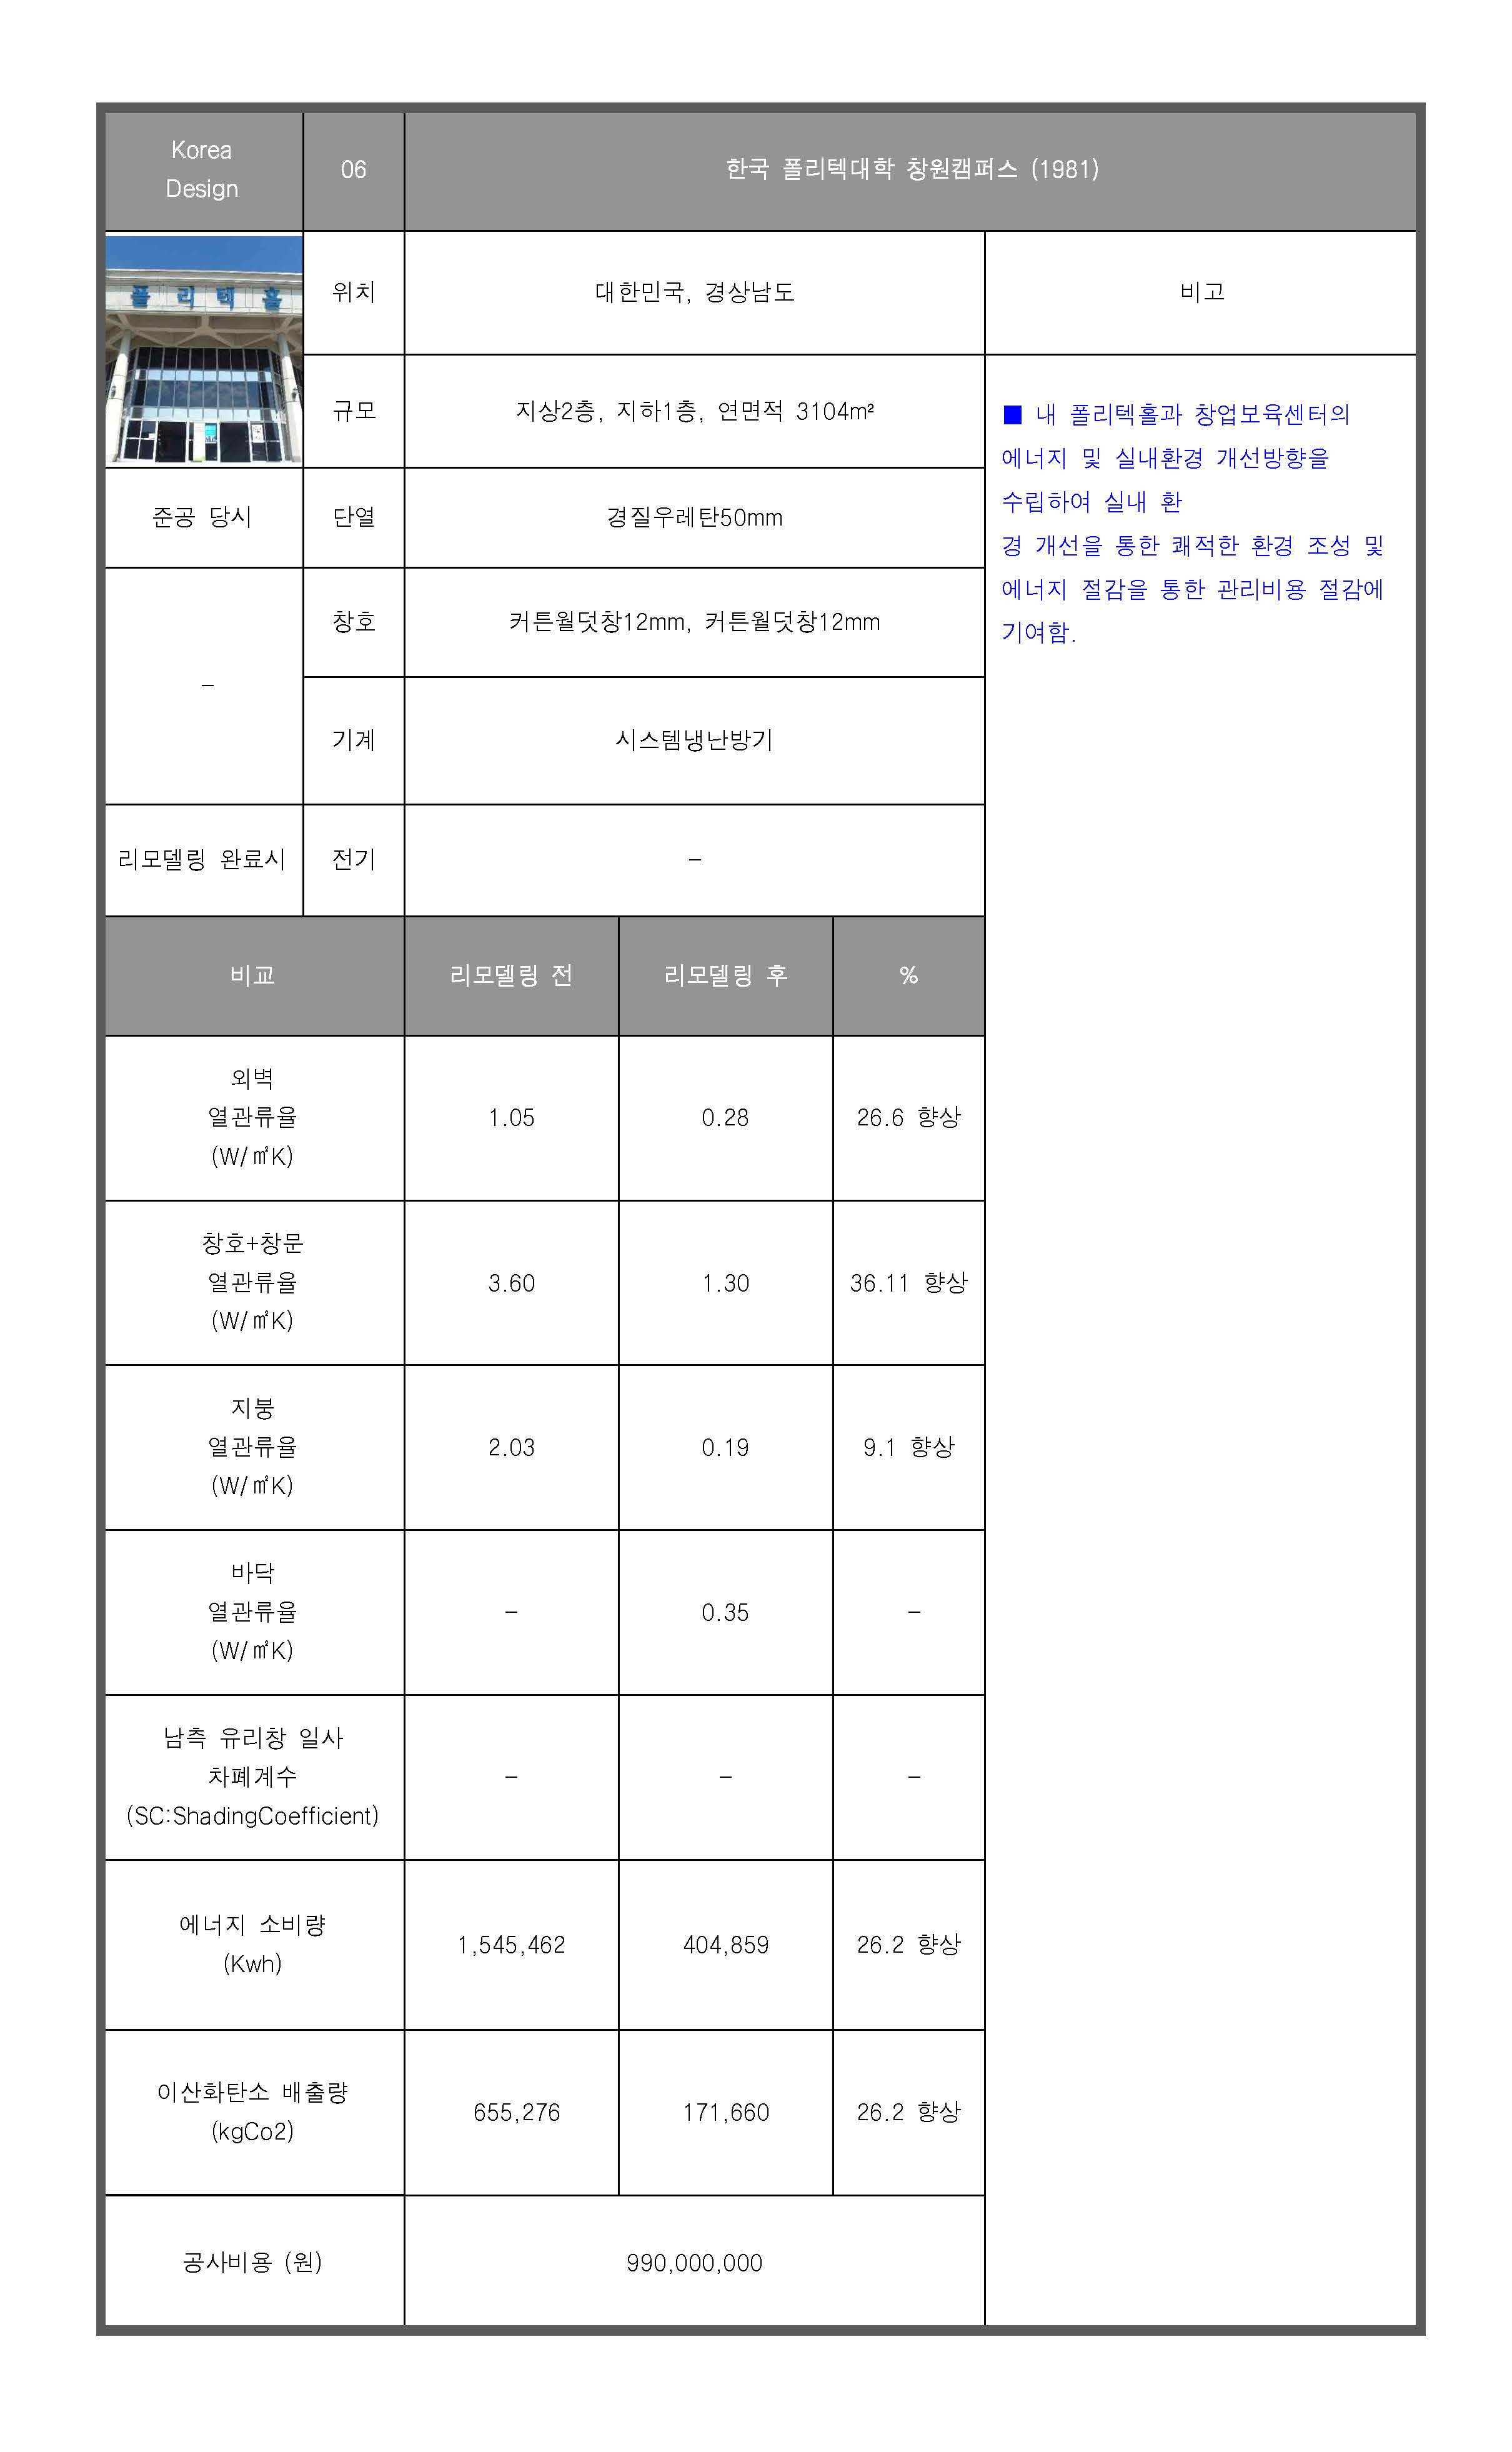 Korea
Design
06
한국 폴리텍대학 창원캠퍼스 (1981)
폴리텍홀
위치
대한민국, 경상남도
비고
규모
지상2층, 지하1층, 연면적 3104m²
■ 내 폴리텍홀과 창업보육센터의
에너지 및 실내환경 개선방향을
수립하여 실내 환
경 개선을 통한 쾌적한 환경 조성 및
에너지 절감을 통한 관리비용 절감에
기여함.
준공 당시
단열
경질우레탄50mm
-
창호
커튼월덧창12mm, 커튼월덧창12mm
기계
시스템냉난방기
리모델링 완료시
전기
-
비교
리모델링 전
리모델링 후
%
외벽
열관류율
(W/㎡K)
1.05
0.28
26.6 향상
창호+창문
열관류율
(W/㎡K)
3.60
1.30
36.11 향상
지붕
열관류율
(W/㎡K)
2.03
0.19
9.1 향상
바닥
열관류율
(W/㎡K)
-
0.35
-
남측 유리창 일사
차폐계수
(SC:ShadingCoefficient)
-
-
-
에너지 소비량
(Kwh)
1,545,462
404,859
26.2 향상
이산화탄소 배출량
(kgCo2)
655,276
171,660
26.2 향상
공사비용 (원)
990,000,000